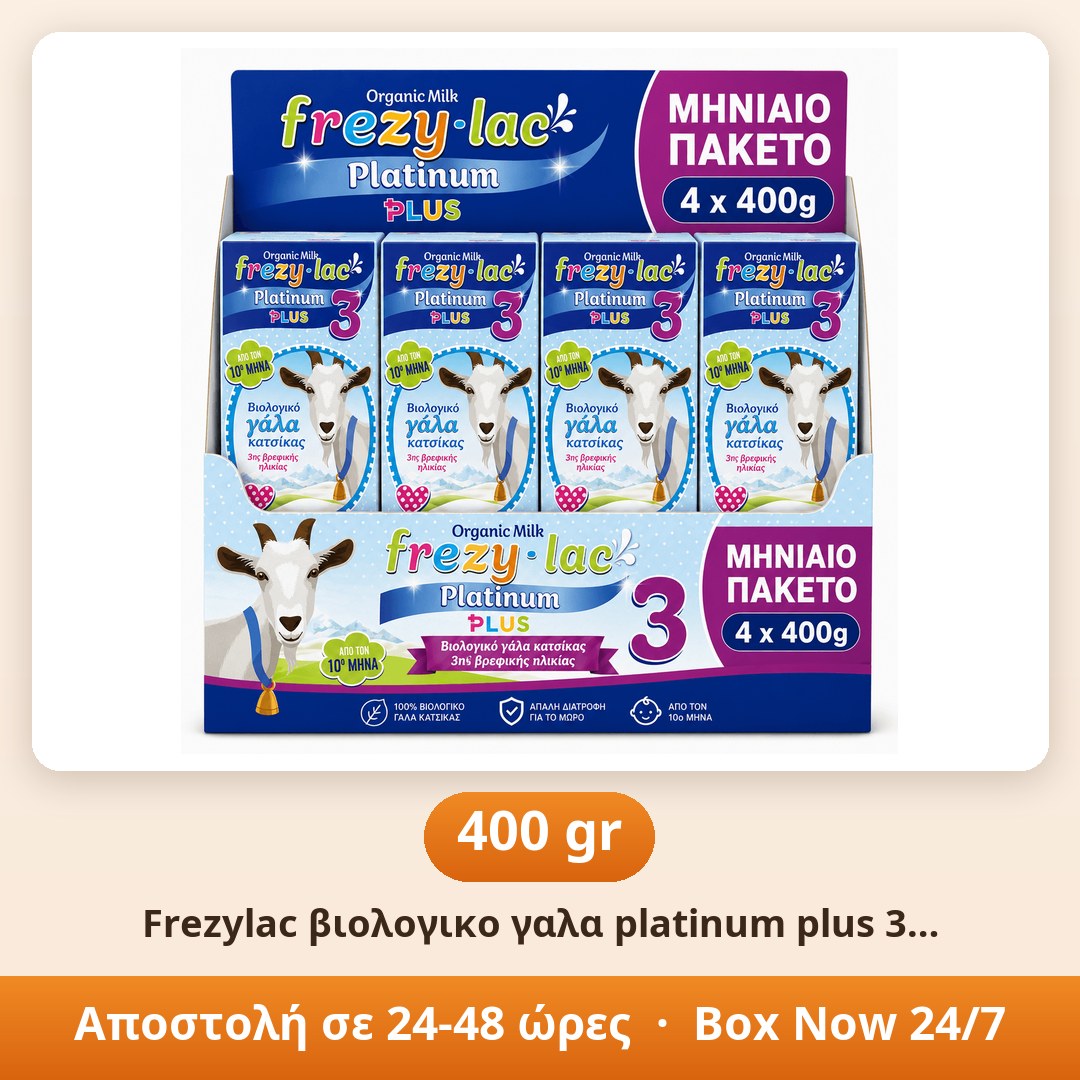 Organic Milk
frezy·lac
Platinum
PLUS
ΜΗΝΙΑΙΟ
ΠΑΚΕΤΟ
4 x 400g
Organic Milk
frezy·lac
Platinum
PLUS
3
ΑΠΟ ΤΟΝ
10º ΜΗΝΑ
Βιολογικό
γάλα
κατσίκας
3ης βρεφικής
ηλικίας
Organic Milk
frezy·lac
Platinum
PLUS
3
ΑΠΟ ΤΟΝ
10º ΜΗΝΑ
Βιολογικό
γάλα
κατσίκας
3ης βρεφικής
ηλικίας
Organic Milk
frezy·lac
Platinum
PLUS
3
ΑΠΟ ΤΟΝ
10º ΜΗΝΑ
Βιολογικό
γάλα
κατσίκας
3ης βρεφικής
ηλικίας
Organic Milk
frezy·lac
Platinum
PLUS
3
ΑΠΟ ΤΟΝ
10º ΜΗΝΑ
Βιολογικό
γάλα
κατσίκας
3ης βρεφικής
ηλικίας
Organic Milk
frezy·lac
Platinum
PLUS
3
Βιολογικό γάλα κατσίκας
3ης βρεφικής ηλικίας
ΑΠΟ ΤΟΝ
10º ΜΗΝΑ
ΜΗΝΙΑΙΟ
ΠΑΚΕΤΟ
4 x 400g
100% ΒΙΟΛΟΓΙΚΟ
ΓΑΛΑ ΚΑΤΣΙΚΑΣ
ΑΠΑΛΗ ΔΙΑΤΡΟΦΗ
ΓΙΑ ΤΟ ΜΩΡΟ
ΑΠΟ ΤΟΝ
10ο ΜΗΝΑ
400 gr
Frezylac βιολογικο γαλα platinum plus 3...
Αποστολή σε 24-48 ώρες · Box Now 24/7